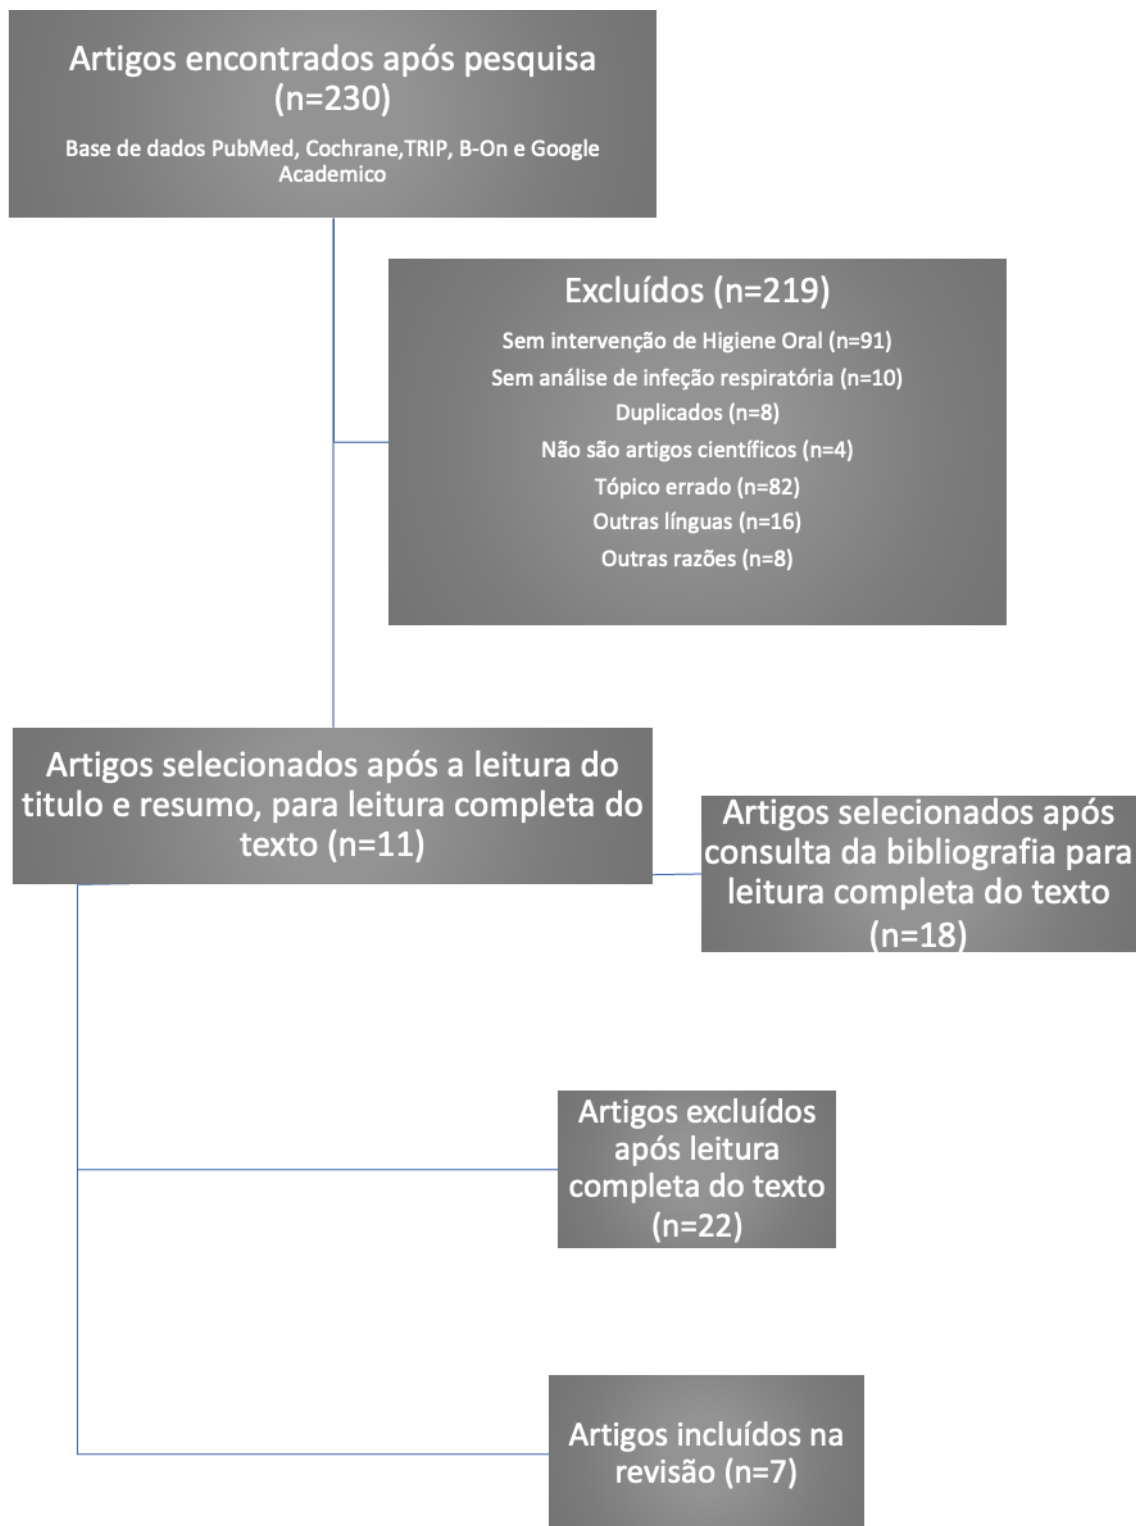 Artigos encontrados após pesquisa
(n=230)
Base de dados PubMed, Cochrane,TRIP, B-On e Google
Academico
Excluídos (n=219)
Sem intervenção de Higiene Oral (n=91)
Sem análise de infeção respiratória (n=10)
Duplicados (n=8)
Não são artigos científicos (n=4)
Tópico errado (n=82)
Outras línguas (n=16)
Outras razões (n=8)
Artigos selecionados após a leitura do
titulo e resumo, para leitura completa do
texto (n=11)
Artigos selecionados após
consulta da bibliografia para
leitura completa do texto
(n=18)
Artigos excluídos
após leitura
completa do texto
(n=22)
Artigos incluídos na
revisão (n=7)